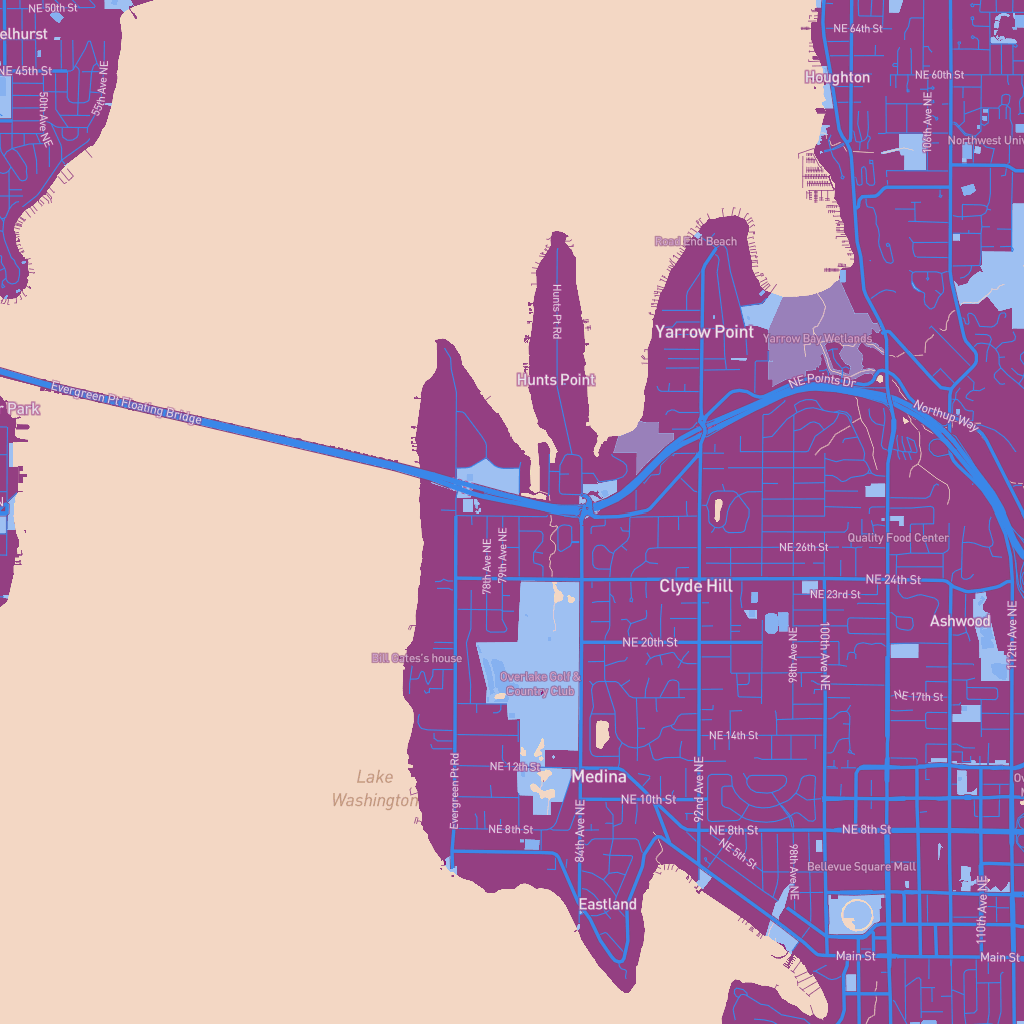 NE 50th St
elhurst
NE 45th St
50th Ave NE
55th Ave NE
NE 64th St
Houghton
NE 60th St
106th Ave NE
Northwest Univ
Road End Beach
Hunts Pt Rd
Yarrow Point
Yarrow Bay Wetlands
Hunts Point
NE Points Dr
Evergreen Pt Floating Bridge
r Park
Northup Way
78th Ave NE
79th Ave NE
NE 26th St
Quality Food Center
Clyde Hill
NE 24th St
NE 23rd St
Ashwood
112th Ave NE
NE 20th St
98th Ave NE
100th Ave NE
Bill Gates's house
Overlake Golf &
Country Club
NE 17th St
NE 14th St
Evergreen Pt Rd
NE 12th St
Medina
Lake
Washington
92nd Ave NE
NE 10th St
84th Ave NE
NE 8th St
NE 8th St
NE 8th St
NE 5th St
98th Ave NE
Bellevue Square Mall
Eastland
110th Ave NE
Main St
Main St